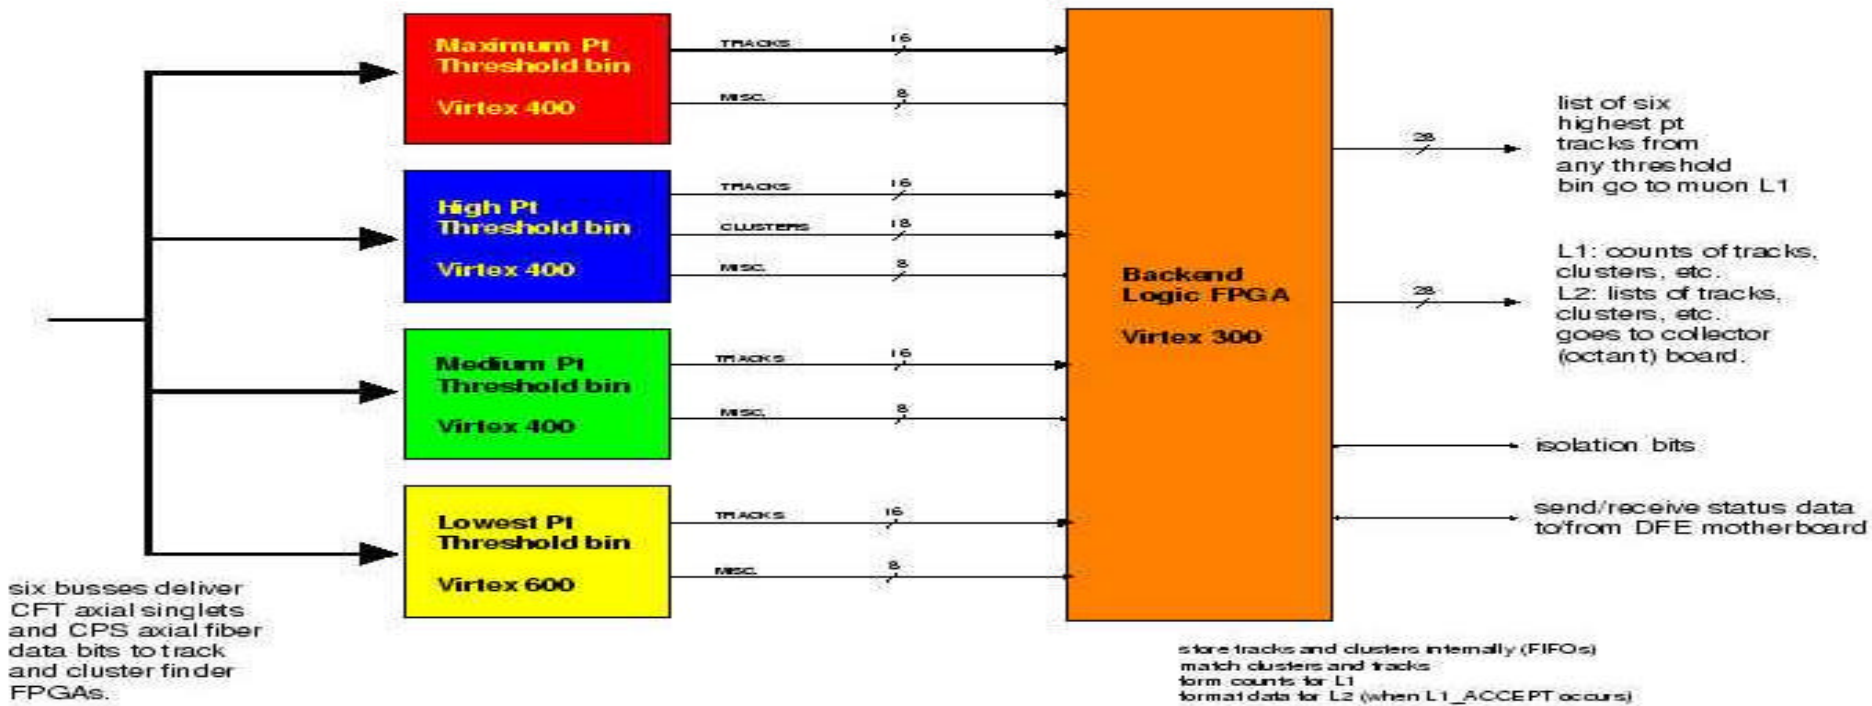 Maximum Pt
Threshold bin
Virtex 400
TRACKS
16
MISC.
8
High Pt
Threshold bin
Virtex 400
TRACKS
16
CLUSTERS
18
MISC.
8
Medium Pt
Threshold bin
Virtex 400
TRACKS
16
MISC.
8
Lowest Pt
Threshold bin
Virtex 600
TRACKS
16
MISC.
8
six busses deliver
CFT axial singlets
and CPS axial fiber
data bits to track
and cluster finder
FPGAs.
Backend
Logic FPGA
Virtex 300
28
list of six
highest pt
tracks from
any threshold
bin go to muon L1
28
L1: counts of tracks,
clusters, etc.
L2: lists of tracks,
clusters, etc.
goes to collector
(octant) board.
isolation bits
send/receive status data
to/from DFE motherboard
store tracks and clusters internally (FIFOs)
match clusters and tracks
form counts for L1
format data for L2 (when L1_ACCEPT occurs)